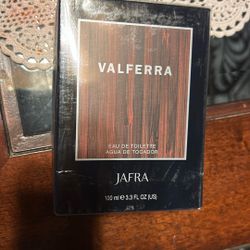 VALFERRA
EAU DE TOILETTE
AGUA DE TOCADOR
JAFRA
100 ml e 3.3 FL OZ (US)